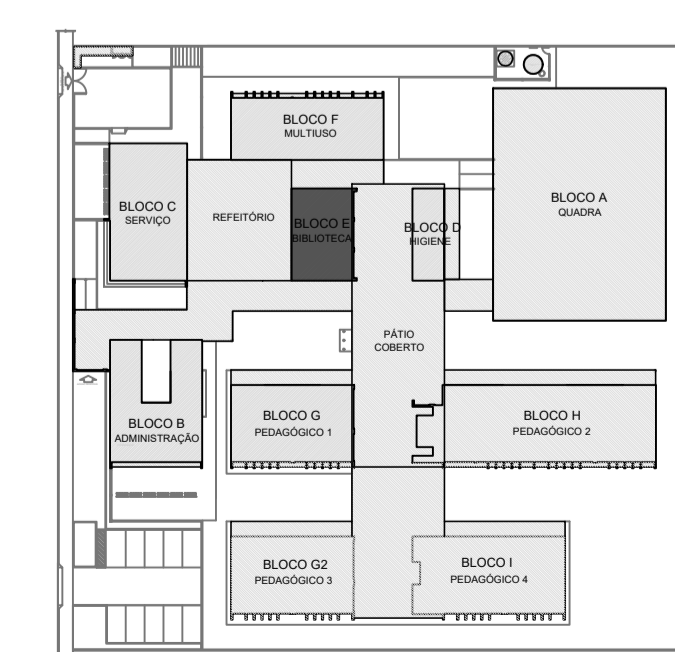 BLOCO F
MULTIUSO
BLOCO C
SERVIÇO
REFEITÓRIO
BLOCO E
BIBLIOTECA
BLOCO D
HIGIENE
BLOCO A
QUADRA
PÁTIO
COBERTO
BLOCO B
ADMINISTRAÇÃO
BLOCO G
PEDAGÓGICO 1
BLOCO H
PEDAGÓGICO 2
BLOCO G2
PEDAGÓGICO 3
BLOCO I
PEDAGÓGICO 4